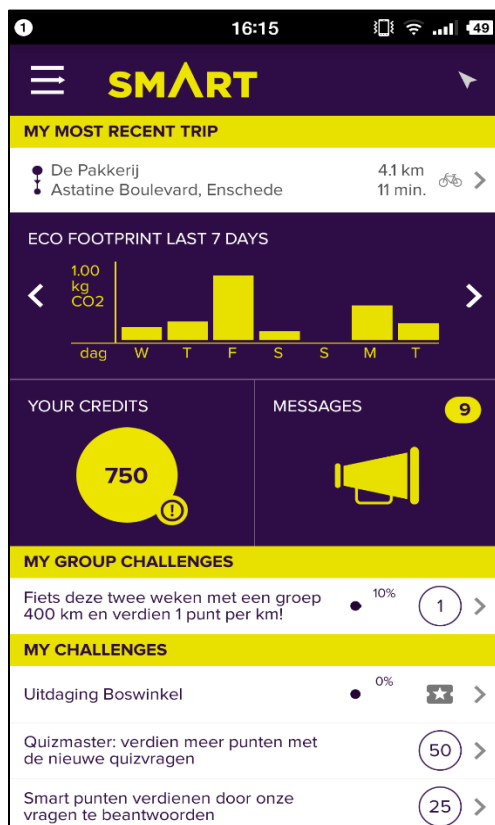 1 16:15 49
SMART
MY MOST RECENT TRIP
De Pakkerij 4.1 km
Astatine Boulevard, Enschede 11 min.
ECO FOOTPRINT LAST 7 DAYS
1.00
kg
CO2
dag W T F S S M T
YOUR CREDITS MESSAGES 9
750
MY GROUP CHALLENGES
Fiets deze twee weken met een groep 10%
400 km en verdien 1 punt per km! 1
MY CHALLENGES
Uitdaging Boswinkel 0%
Quizmaster: verdien meer punten met
de nieuwe quizvragen 50
Smart punten verdienen door onze
vragen te beantwoorden 25